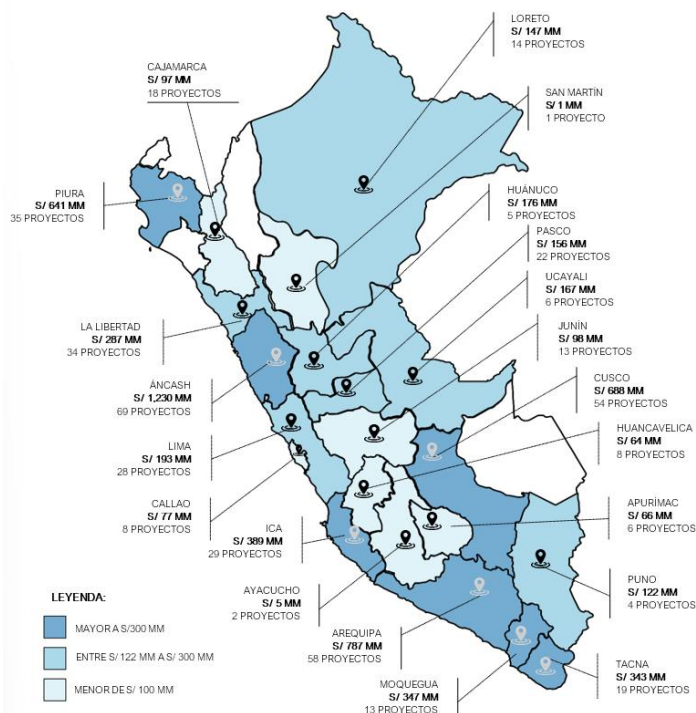 LORETO
S/ 147 MM
14 PROYECTOS
CAJAMARCA
S/ 97 MM
18 PROYECTOS
SAN MARTÍN
S/ 1 MM
1 PROYECTO
PIURA
S/ 641 MM
35 PROYECTOS
HUÁNUCO
S/ 176 MM
5 PROYECTOS
PASCO
S/ 156 MM
22 PROYECTOS
UCAYALI
S/ 167 MM
6 PROYECTOS
LA LIBERTAD
S/ 287 MM
34 PROYECTOS
JUNÍN
S/ 98 MM
13 PROYECTOS
ÁNCASH
S/ 1,230 MM
69 PROYECTOS
CUSCO
S/ 688 MM
54 PROYECTOS
LIMA
S/ 193 MM
28 PROYECTOS
HUANCAVELICA
S/ 64 MM
8 PROYECTOS
CALLAO
S/ 77 MM
8 PROYECTOS
ICA
S/ 389 MM
29 PROYECTOS
APURÍMAC
S/ 66 MM
6 PROYECTOS
AYACUCHO
S/ 5 MM
2 PROYECTOS
PUNO
S/ 122 MM
4 PROYECTOS
AREQUIPA
S/ 787 MM
58 PROYECTOS
MOQUEGUA
S/ 347 MM
13 PROYECTOS
TACNA
S/ 343 MM
19 PROYECTOS
LEYENDA:
MAYOR A S/300 MM
ENTRE S/ 122 MM A S/ 300 MM
MENOR DE S/ 100 MM